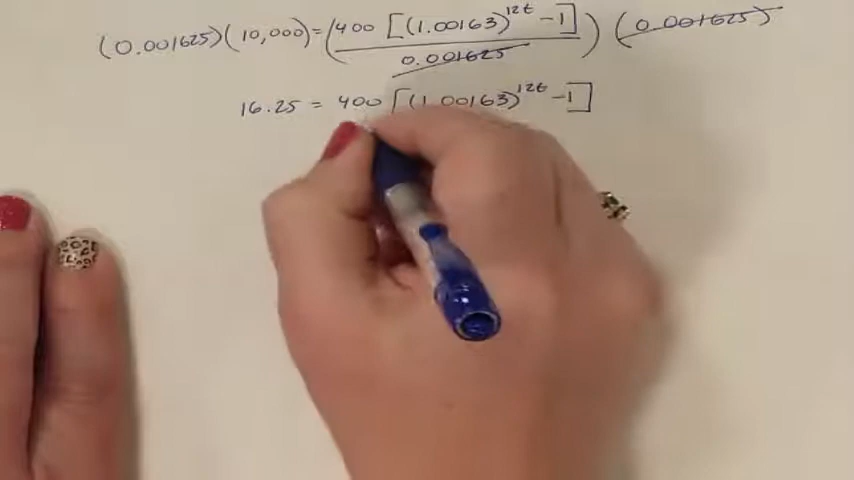 (0.001625)(10,000) = (400 [(1.00163)^12t - 1] / 0.001625) (0.001625)
16.25 = 400 [(1.00163)^12t - 1]